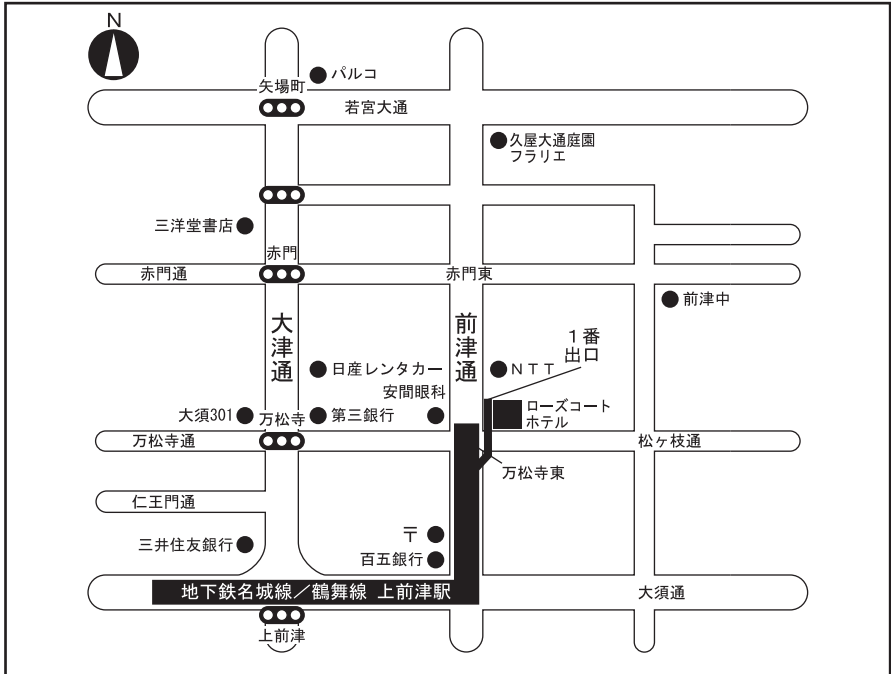 N
パルコ
矢場町
若宮大通
久屋大通庭園
フラリエ
三洋堂書店
赤門
赤門通
赤門東
前津中
大津通
前津通
1番
出口
日産レンタカー
NTT
安間眼科
ローズコート
ホテル
大須301
万松寺
第三銀行
万松寺通
松ヶ枝通
万松寺東
仁王門通
〒
三井住友銀行
百五銀行
地下鉄名城線/鶴舞線 上前津駅
大須通
上前津